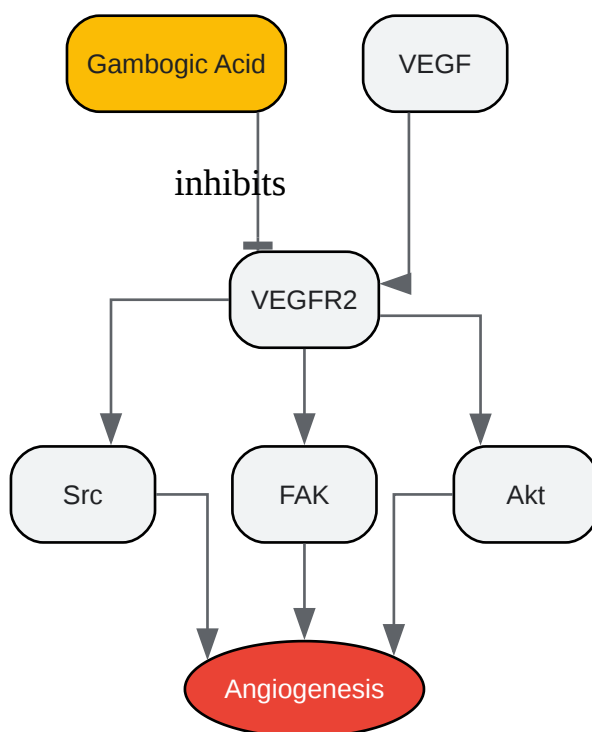 Gambogic Acid
VEGF
inhibits
VEGFR2
Src
FAK
Akt
Angiogenesis